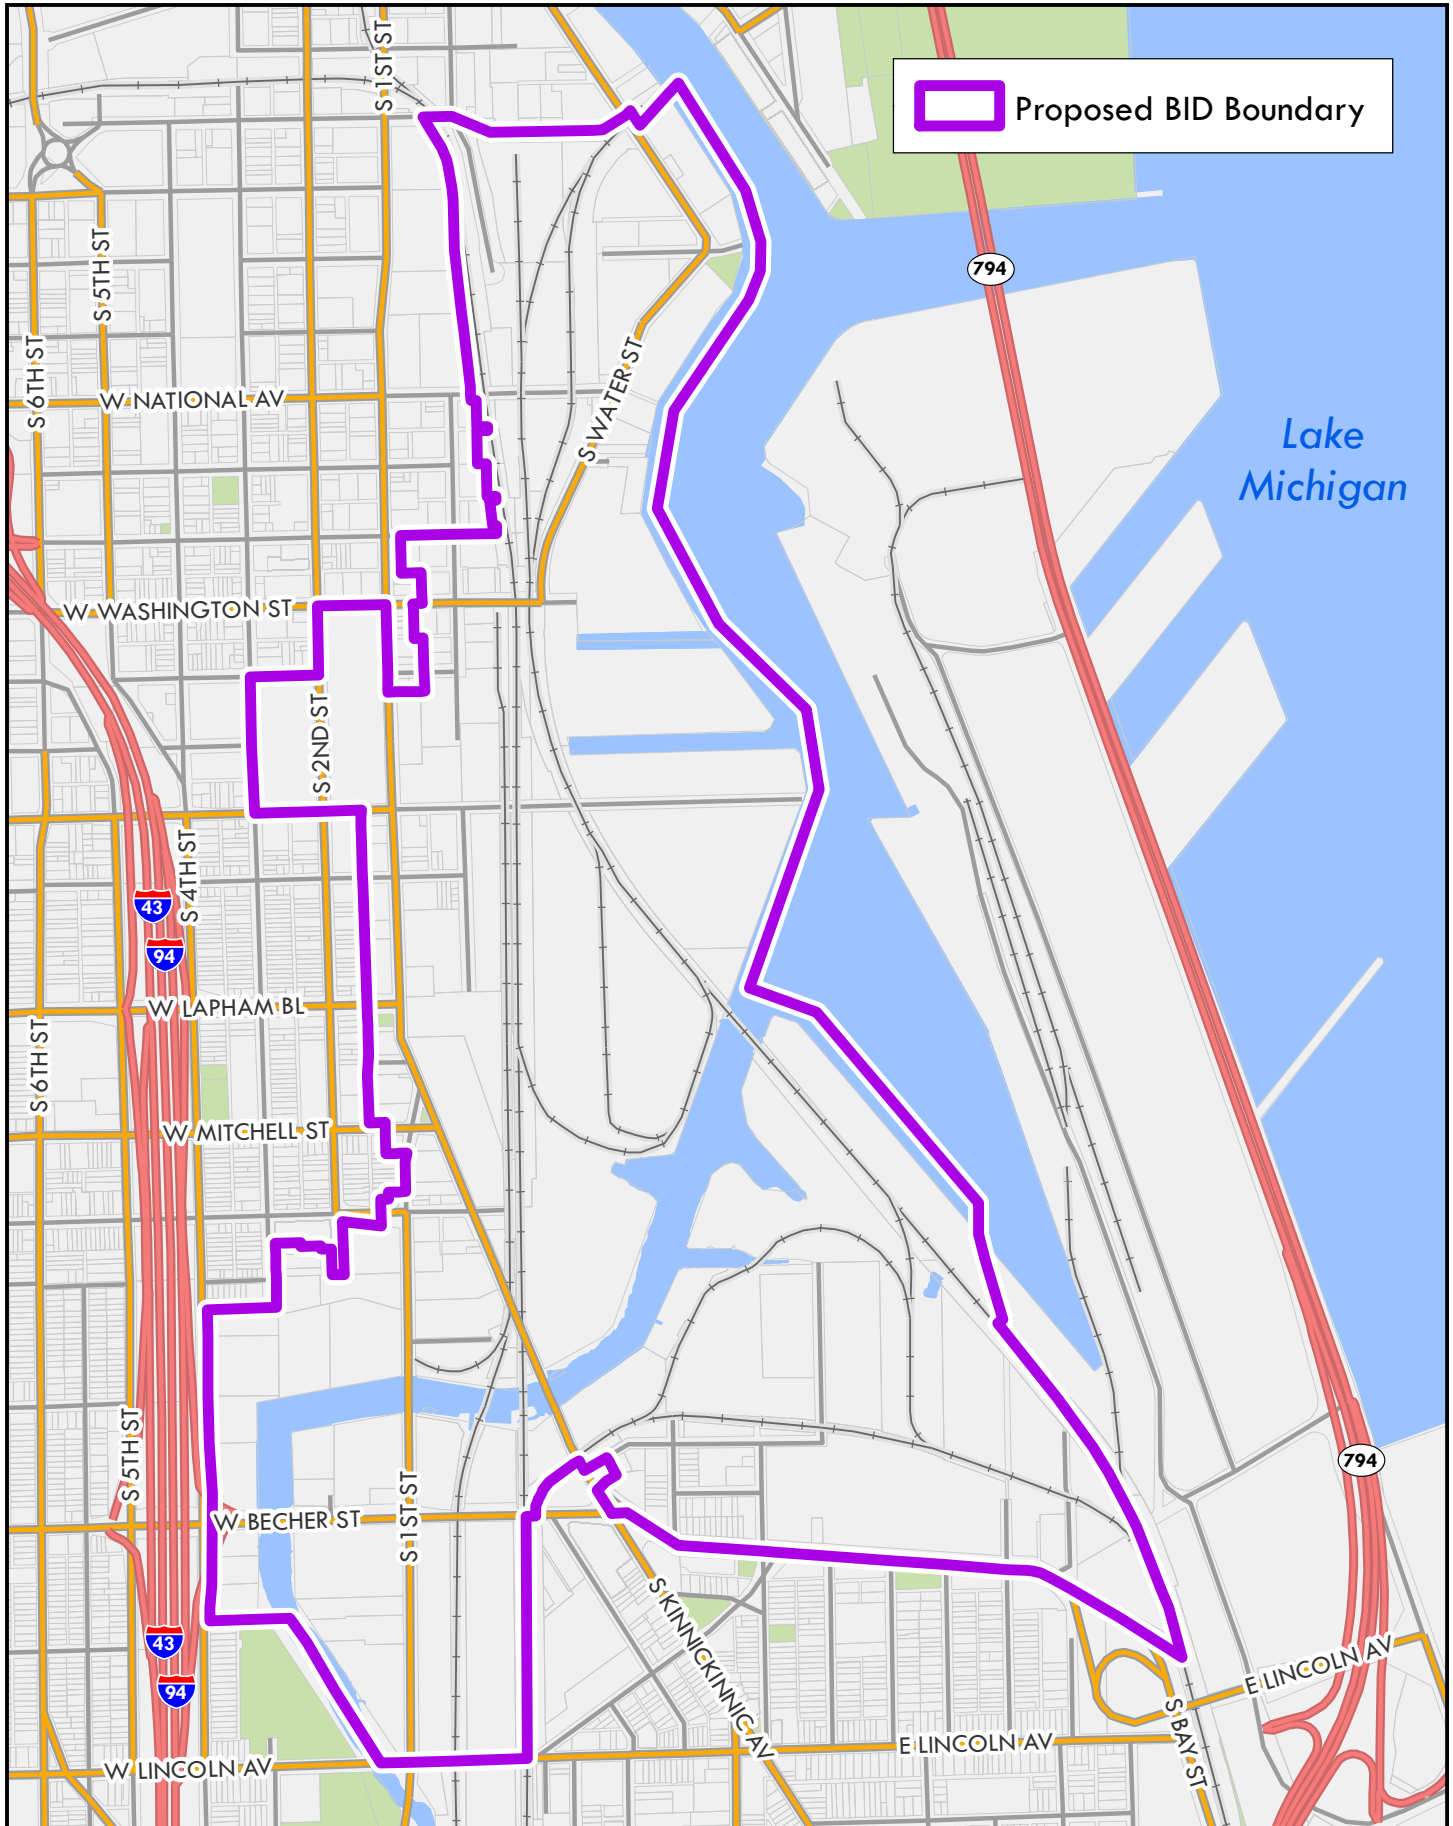 S 1ST ST
Proposed BID Boundary
S 5TH ST
794
S 6TH ST
W NATIONAL AV
S WATER ST
Lake
Michigan
W WASHINGTON ST
S 2ND ST
S 4TH ST
43
94
W LAPHAM BL
S 6TH ST
W MITCHELL ST
S 5TH ST
794
S 1ST ST
W BECHER ST
S KINNICKINNIC AV
43
94
E LINCOLN AV
S BAY ST
E LINCOLN AV
W LINCOLN AV